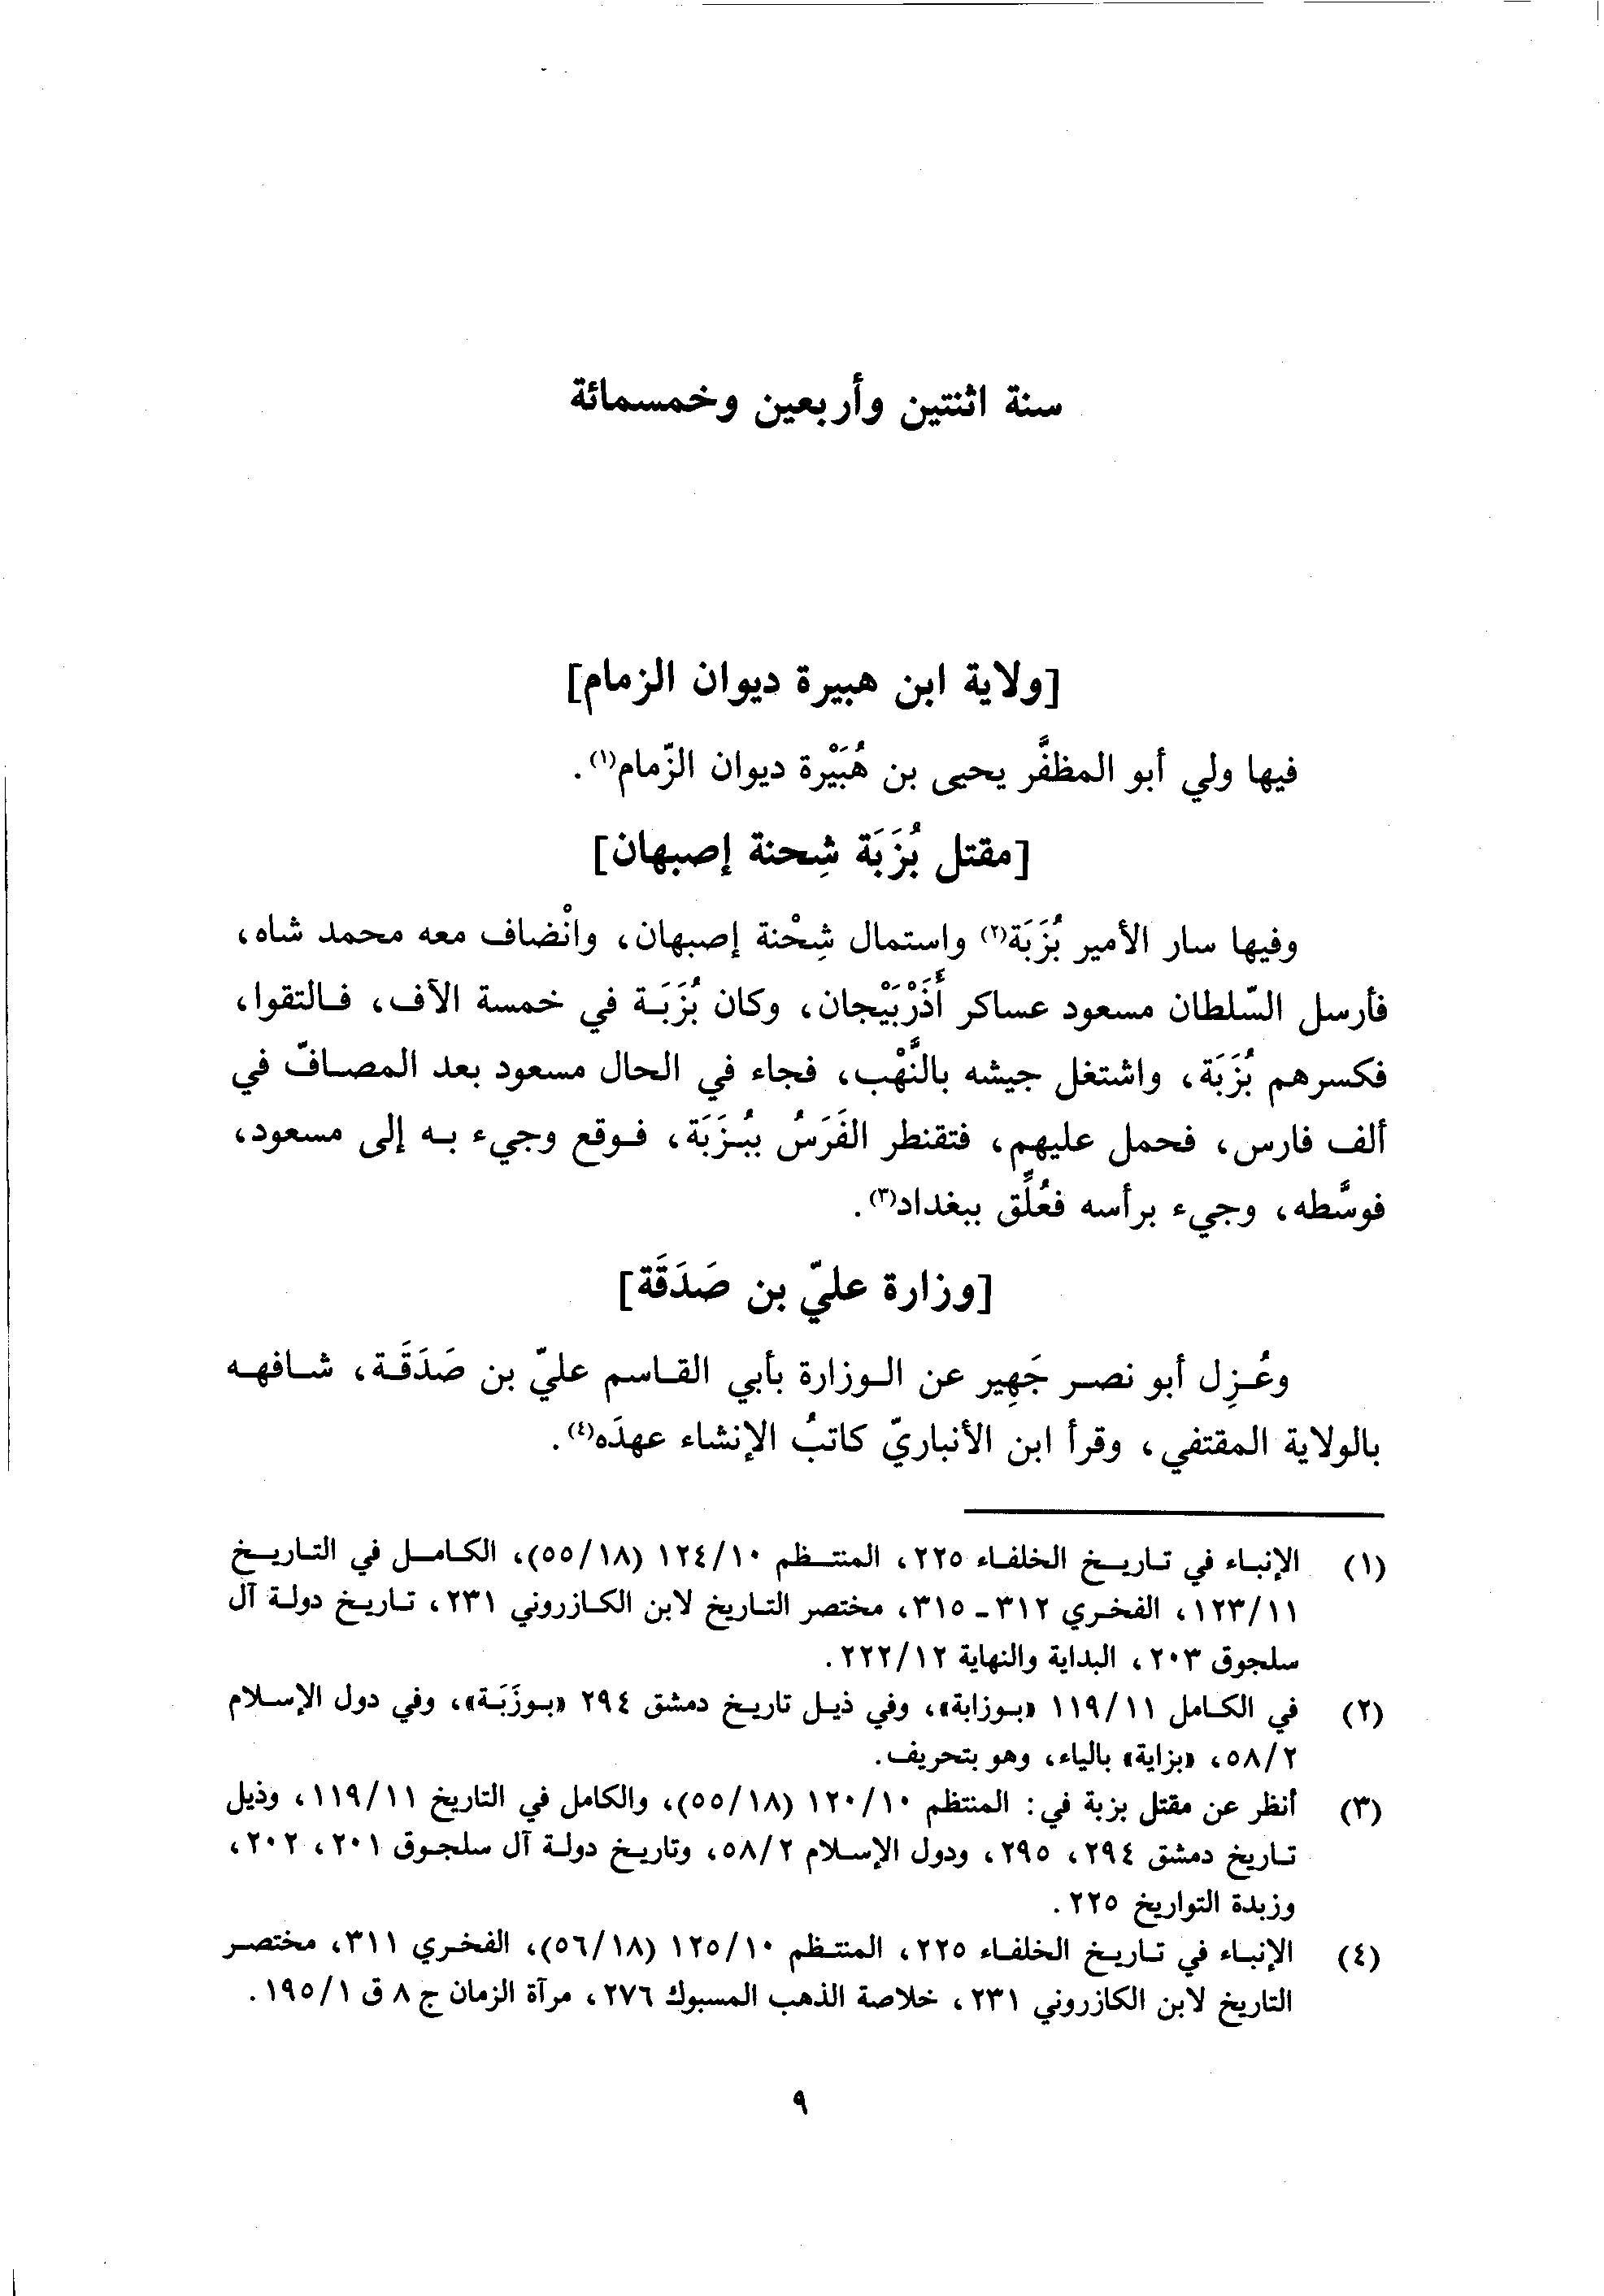 سنة اثنتين وأربعين وخمسمائة
[ولاية ابن هبيرة ديوان الزمام]
فيها ولي أبو المظفَّر يحيى بن هُبَيْرة ديوان الزّمام(١).
[مقتل بُزَبَة شِحنة إصبهان]
وفيها سار الأمير بُزَبَة(٢) واستمال شِحْنة إصبهان، وانْضاف معه محمد شاه،
فأرسل السّلطان مسعود عساكر أَذَرْبَيْجان، وكان بُزَبَة في خمسة الآف، فالتقوا،
فكسرهم بُزَبَة، واشتغل جيشه بالنَّهْب، فجاء في الحال مسعود بعد المصافّ في
ألف فارس، فحمل عليهم، فتقنطر الفَرَسُ ببُزَبَة، فوقع وجيء به إلى مسعود،
فوسَّطه، وجيء برأسه فعُلِّق ببغداد(٣).
[وزارة عليّ بن صَدَقَة]
وعُزِل أبو نصر جَهِير عن الوزارة بأبي القاسم عليّ بن صَدَقَة، شافهه
بالولاية المقتفي، وقرأ ابن الأنباريّ كاتبُ الإنشاء عهدَه(٤).
(١) الإنباء في تاريخ الخلفاء ٢٢٥، المنتظم ١٢٤/١٠ (٥٥/١٨)، الكامل في التاريخ
١٢٣/١١، الفخري ٣١٢ - ٣١٥، مختصر التاريخ لابن الكازروني ٢٣١، تاريخ دولة آل
سلجوق ٢٠٣، البداية والنهاية ٢٢٢/١٢.
(٢) في الكامل ١١٩/١١ «بوزابة»، وفي ذيل تاريخ دمشق ٢٩٤ «بوزَبَة»، وفي دول الإسلام
٥٨/٢، «بزاية» بالياء، وهو بتحريف.
(٣) أنظر عن مقتل بزبة في: المنتظم ١٢٠/١٠ (٥٥/١٨)، والكامل في التاريخ ١١٩/١١، وذيل
تاريخ دمشق ٢٩٤، ٢٩٥، ودول الإسلام ٥٨/٢، وتاريخ دولة آل سلجوق ٢٠١، ٢٠٢،
وزبدة التواريخ ٢٢٥.
(٤) الإنباء في تاريخ الخلفاء ٢٢٥، المنتظم ١٢٥/١٠ (٥٦/١٨)، الفخري ٣١١، مختصر
التاريخ لابن الكازروني ٢٣١، خلاصة الذهب المسبوك ٢٧٦، مرآة الزمان ج ٨ ق ١٩٥/١.
٩